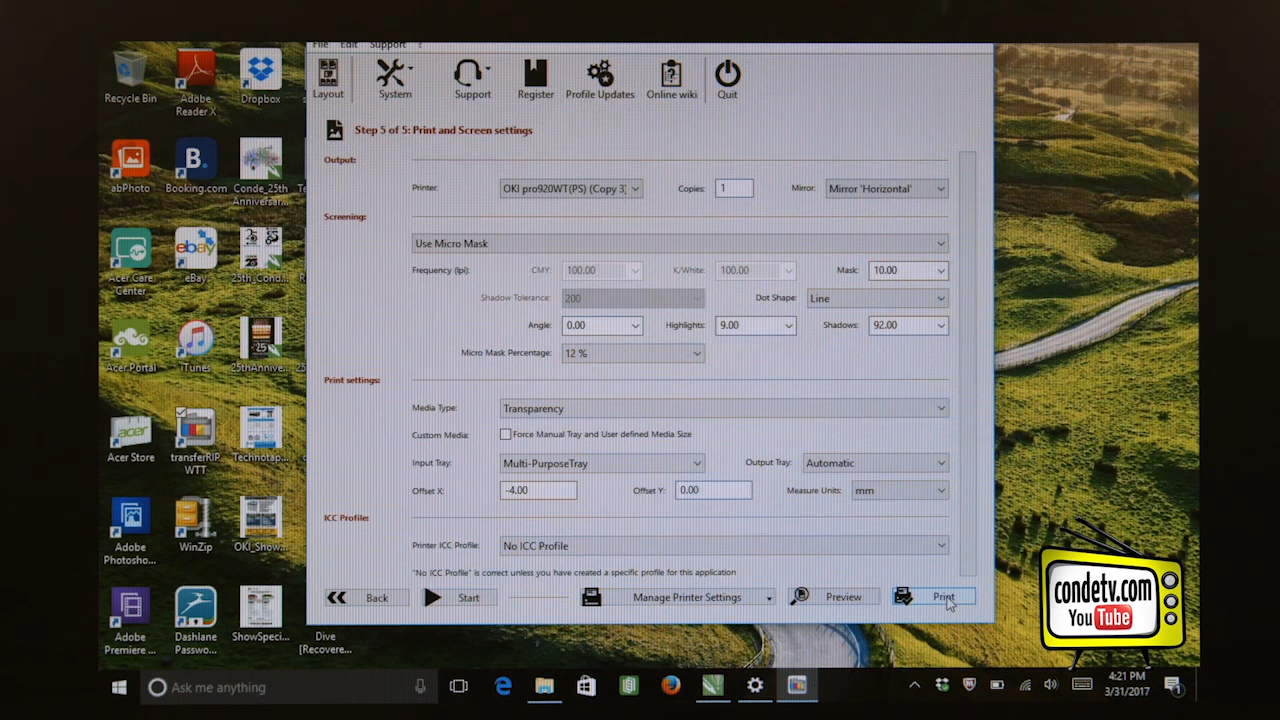 File Edit Support ?
Layout System Support Register Profile Updates Online wiki Quit
Step 5 of 5: Print and Screen settings
Output:
Printer: OKI pro920WT(PS) (Copy 3) Copies: 1 Mirror: Mirror 'Horizontal'
Screening:
Use Micro Mask
Frequency (lpi): CMY: 100.00 K/White: 100.00 Mask: 10.00
Shadow Tolerance: 200 Dot Shape: Line
Angle: 0.00 Highlights: 9.00 Shadows: 92.00
Micro Mask Percentage: 12 %
Print settings:
Media Type: Transparency
Custom Media: Force Manual Tray and User defined Media Size
Input Tray: Multi-PurposeTray Output Tray: Automatic
Offset X: -4.00 Offset Y: 0.00 Measure Units: mm
ICC Profile:
Printer ICC Profile: No ICC Profile
"No ICC Profile" is correct unless you have created a specific profile for this application
Back Start Manage Printer Settings Preview Print
Recycle Bin
Adobe
Reader X
Dropbox
abPhoto
B.
Booking.com
Conde_25th
Anniversar...
Acer Care
Center
ebay
eBay
25th_Cond...
Acer Portal
iTunes
25thAnnive...
acer
Acer Store
transferRIP
WTT
Technotap...
Adobe
Photosho...
WinZip
OKI_Show...
Adobe
Premiere ...
Dashlane
Passwo...
ShowSpeci...
Dive
[Recovere...
condetv.com
YouTube
Ask me anything
4:21 PM
3/31/2017
1